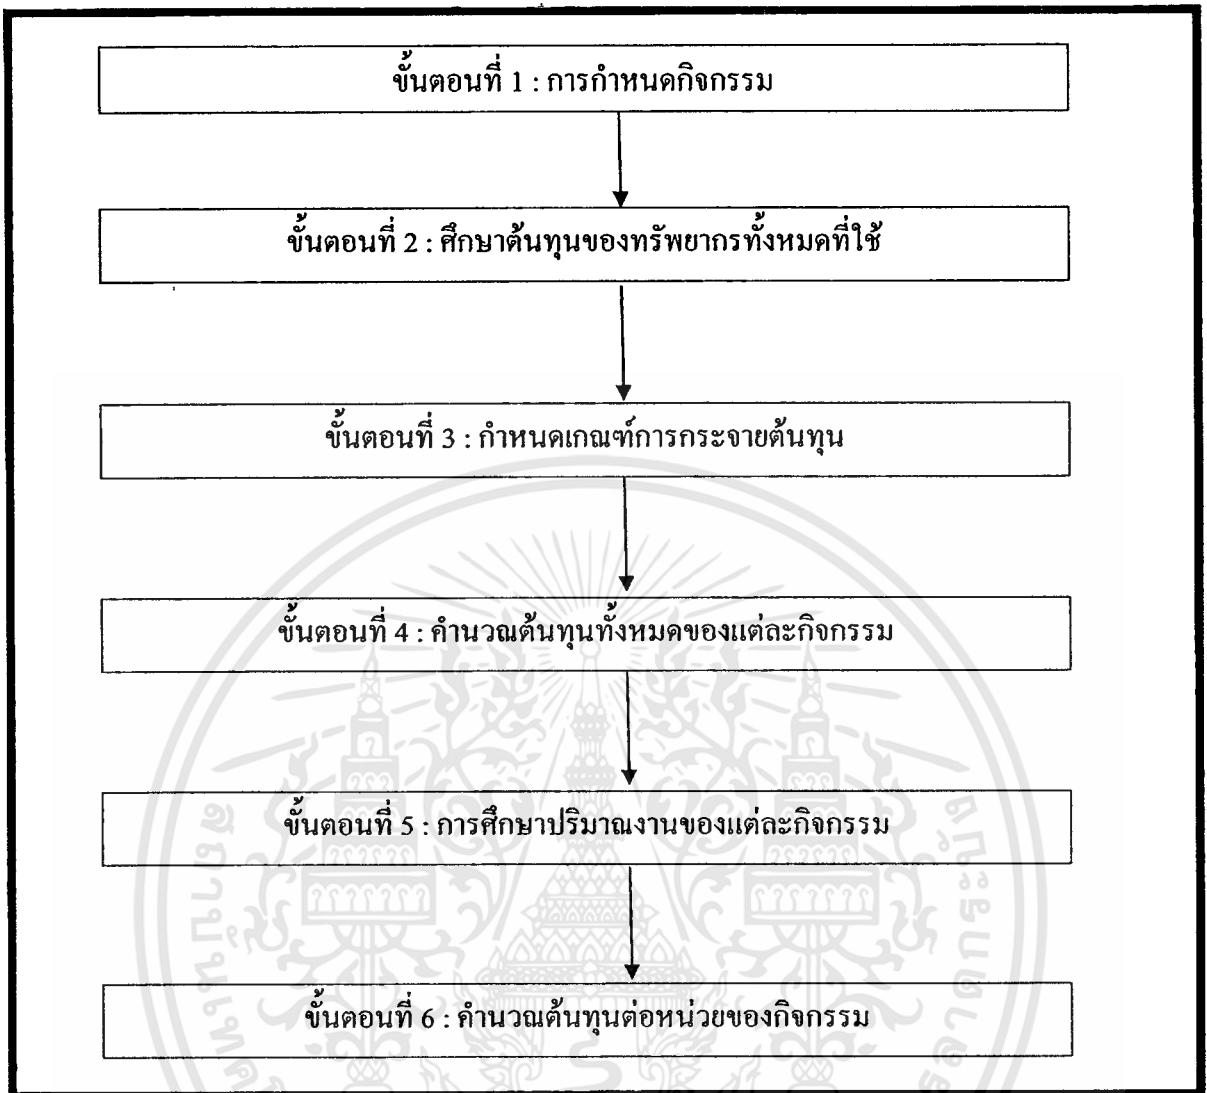 ขั้นตอนที่ 1 : การกำหนดกิจกรรม
ขั้นตอนที่ 2 : ศึกษาต้นทุนของทรัพยากรทั้งหมดที่ใช้
ขั้นตอนที่ 3 : กำหนดเกณฑ์การกระจายต้นทุน
ขั้นตอนที่ 4 : คำนวณต้นทุนทั้งหมดของแต่ละกิจกรรม
ขั้นตอนที่ 5 : การศึกษาปริมาณงานของแต่ละกิจกรรม
ขั้นตอนที่ 6 : คำนวณต้นทุนต่อหน่วยของกิจกรรม